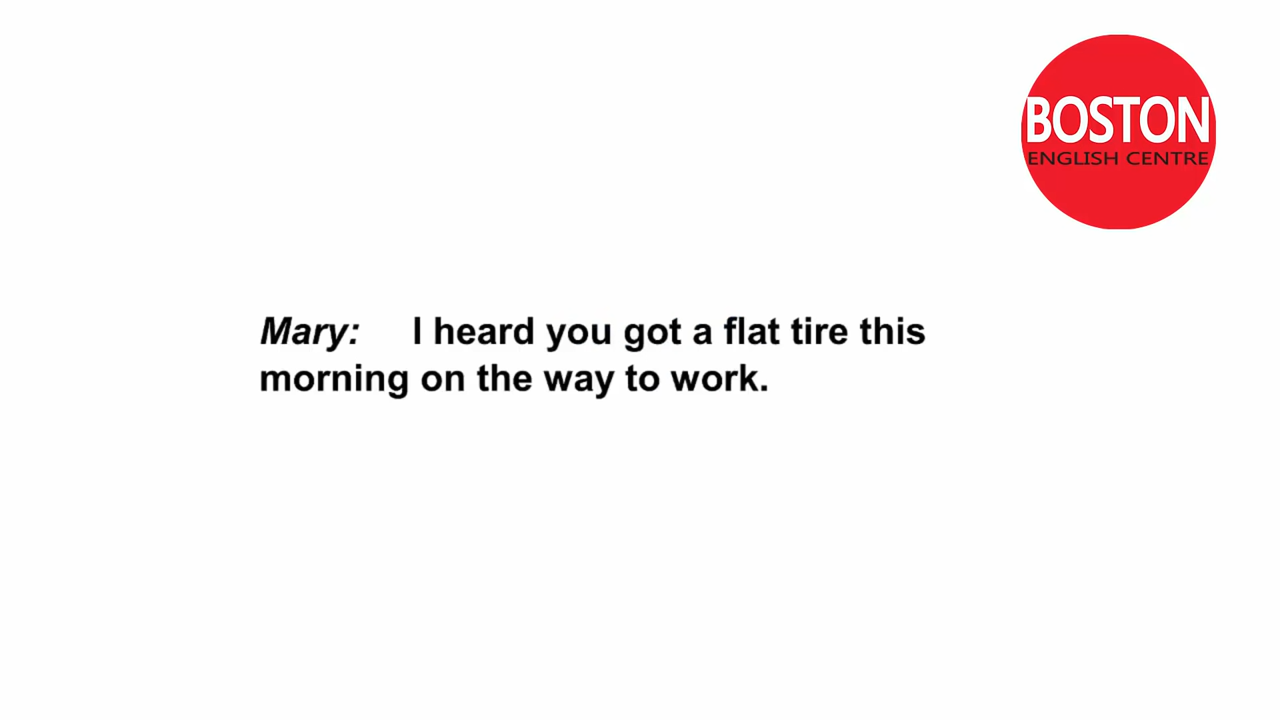 BOSTON
ENGLISH CENTRE
Mary: I heard you got a flat tire this
morning on the way to work.